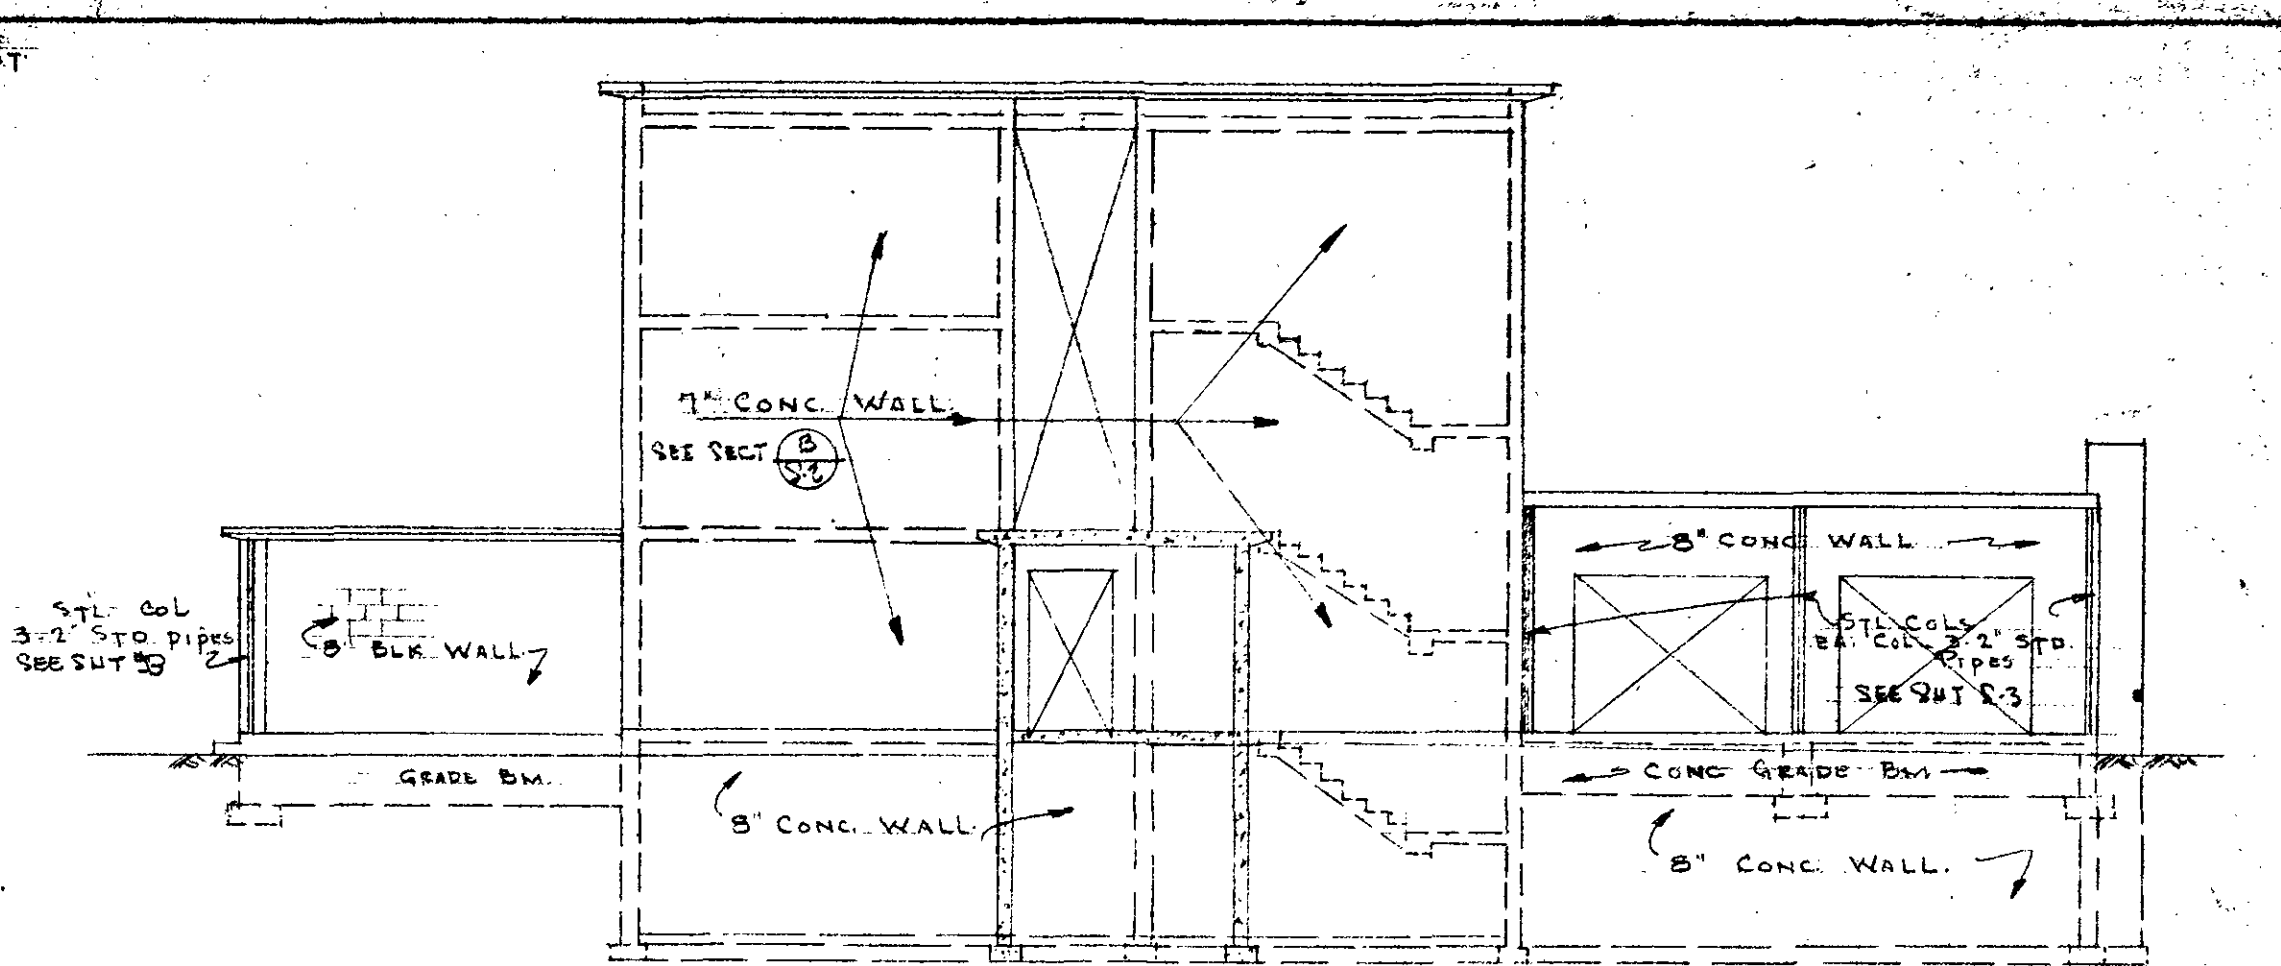 7" CONC. WALL
SEE SECT B
S-2
8" CONC. WALL
STL. COL
3-2" STD. PIPES
SEE SHT
8" BLK WALL
STL. COLS
EA. COL. 3-2" STD.
PIPES
SEE SHT S-3
GRADE BM.
CONC GRADE BM
8" CONC. WALL
8" CONC. WALL.